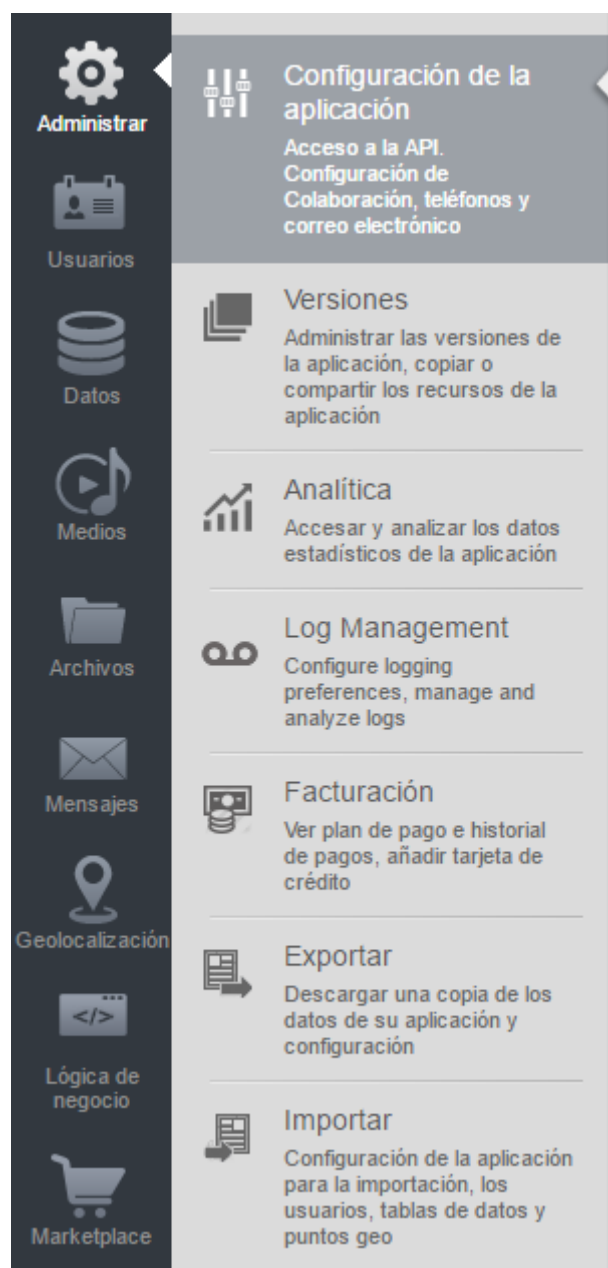 Administrar
Usuarios
Datos
Medios
Archivos
Mensajes
Geolocalización
</>
Lógica de
negocio
Marketplace
Configuración de la
aplicación
Acceso a la API.
Configuración de
Colaboración, teléfonos y
correo electrónico
Versiones
Administrar las versiones de
la aplicación, copiar o
compartir los recursos de la
aplicación
Analítica
Accesar y analizar los datos
estadísticos de la aplicación
Log Management
Configure logging
preferences, manage and
analyze logs
Facturación
Ver plan de pago e historial
de pagos, añadir tarjeta de
crédito
Exportar
Descargar una copia de los
datos de su aplicación y
configuración
Importar
Configuración de la aplicación
para la importación, los
usuarios, tablas de datos y
puntos geo